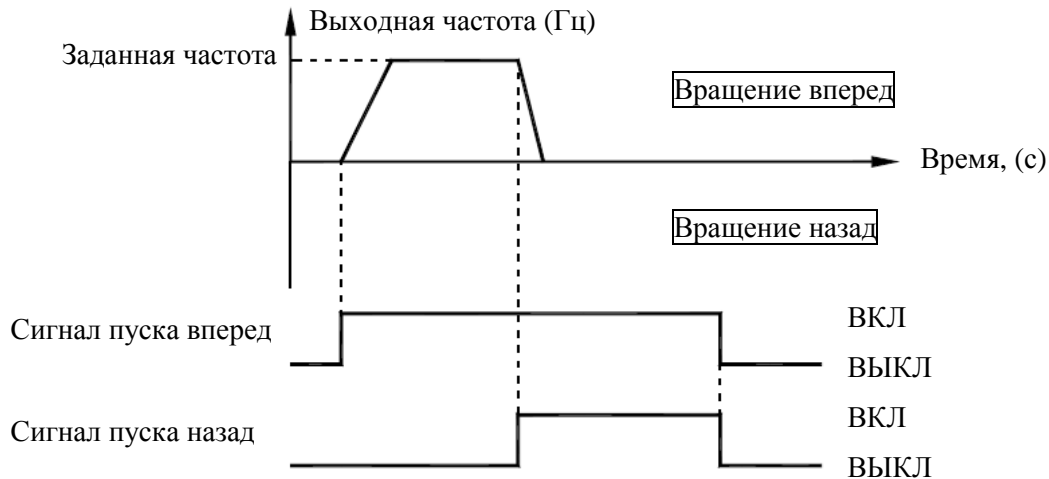 Выходная частота (Гц)
Заданная частота
Вращение вперед
Время, (с)
Вращение назад
Сигнал пуска вперед
ВКЛ
ВЫКЛ
Сигнал пуска назад
ВКЛ
ВЫКЛ